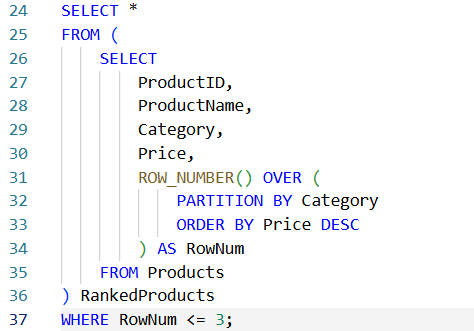 24 SELECT *
25 FROM (
26     SELECT
27         ProductID,
28         ProductName,
29         Category,
30         Price,
31         ROW_NUMBER() OVER (
32             PARTITION BY Category
33             ORDER BY Price DESC
34         ) AS RowNum
35     FROM Products
36 ) RankedProducts
37 WHERE RowNum <= 3;